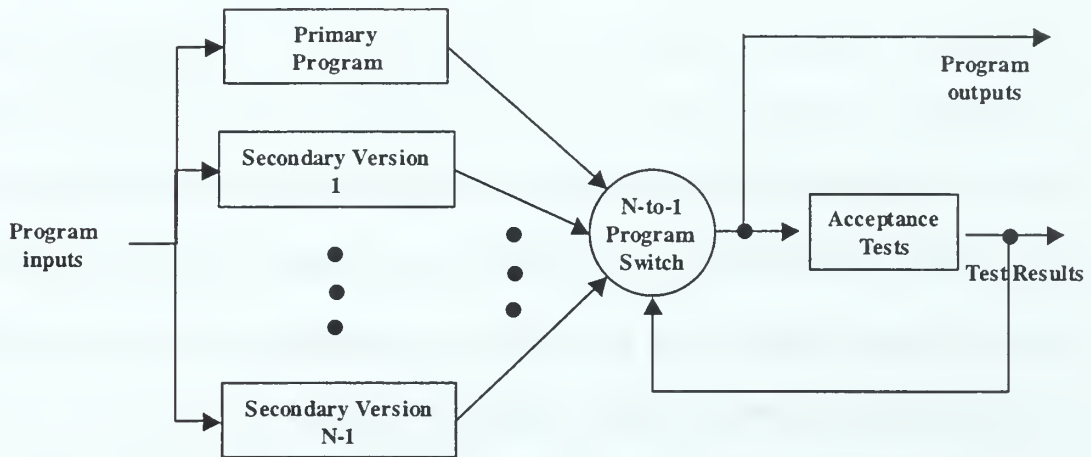 Primary
Program
Program
outputs
Secondary Version
1
N-to-1
Program
Switch
Acceptance
Tests
Program
inputs
Test Results
Secondary Version
N-1